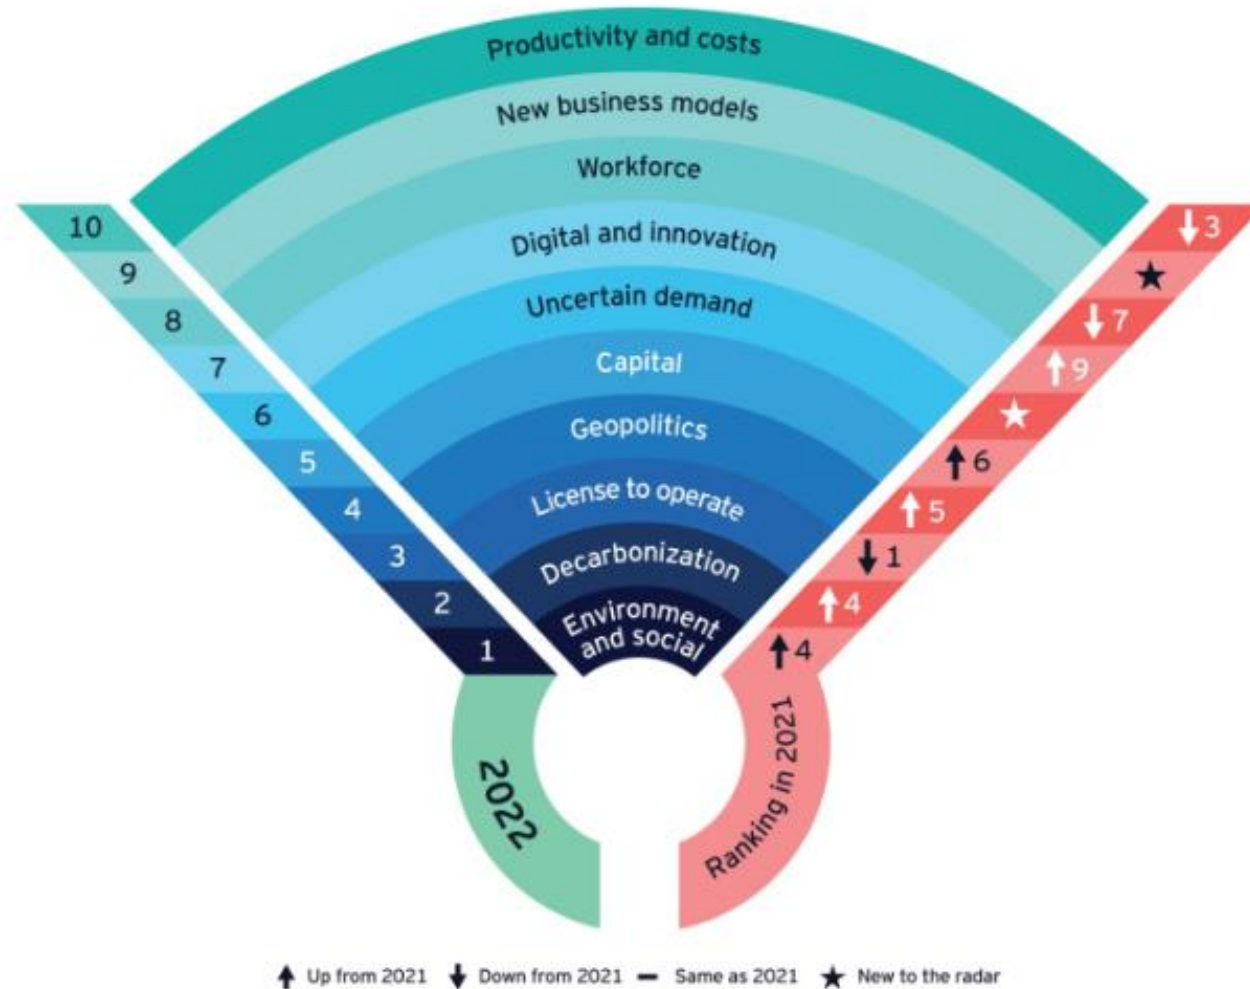 Productivity and costs
New business models
Workforce
Digital and innovation
Uncertain demand
Capital
Geopolitics
License to operate
Decarbonization
Environment
and social
10
9
8
7
6
5
4
3
2
1
2022
3
7
9
6
5
1
4
4
Ranking in 2021
Up from 2021 Down from 2021 Same as 2021 New to the radar